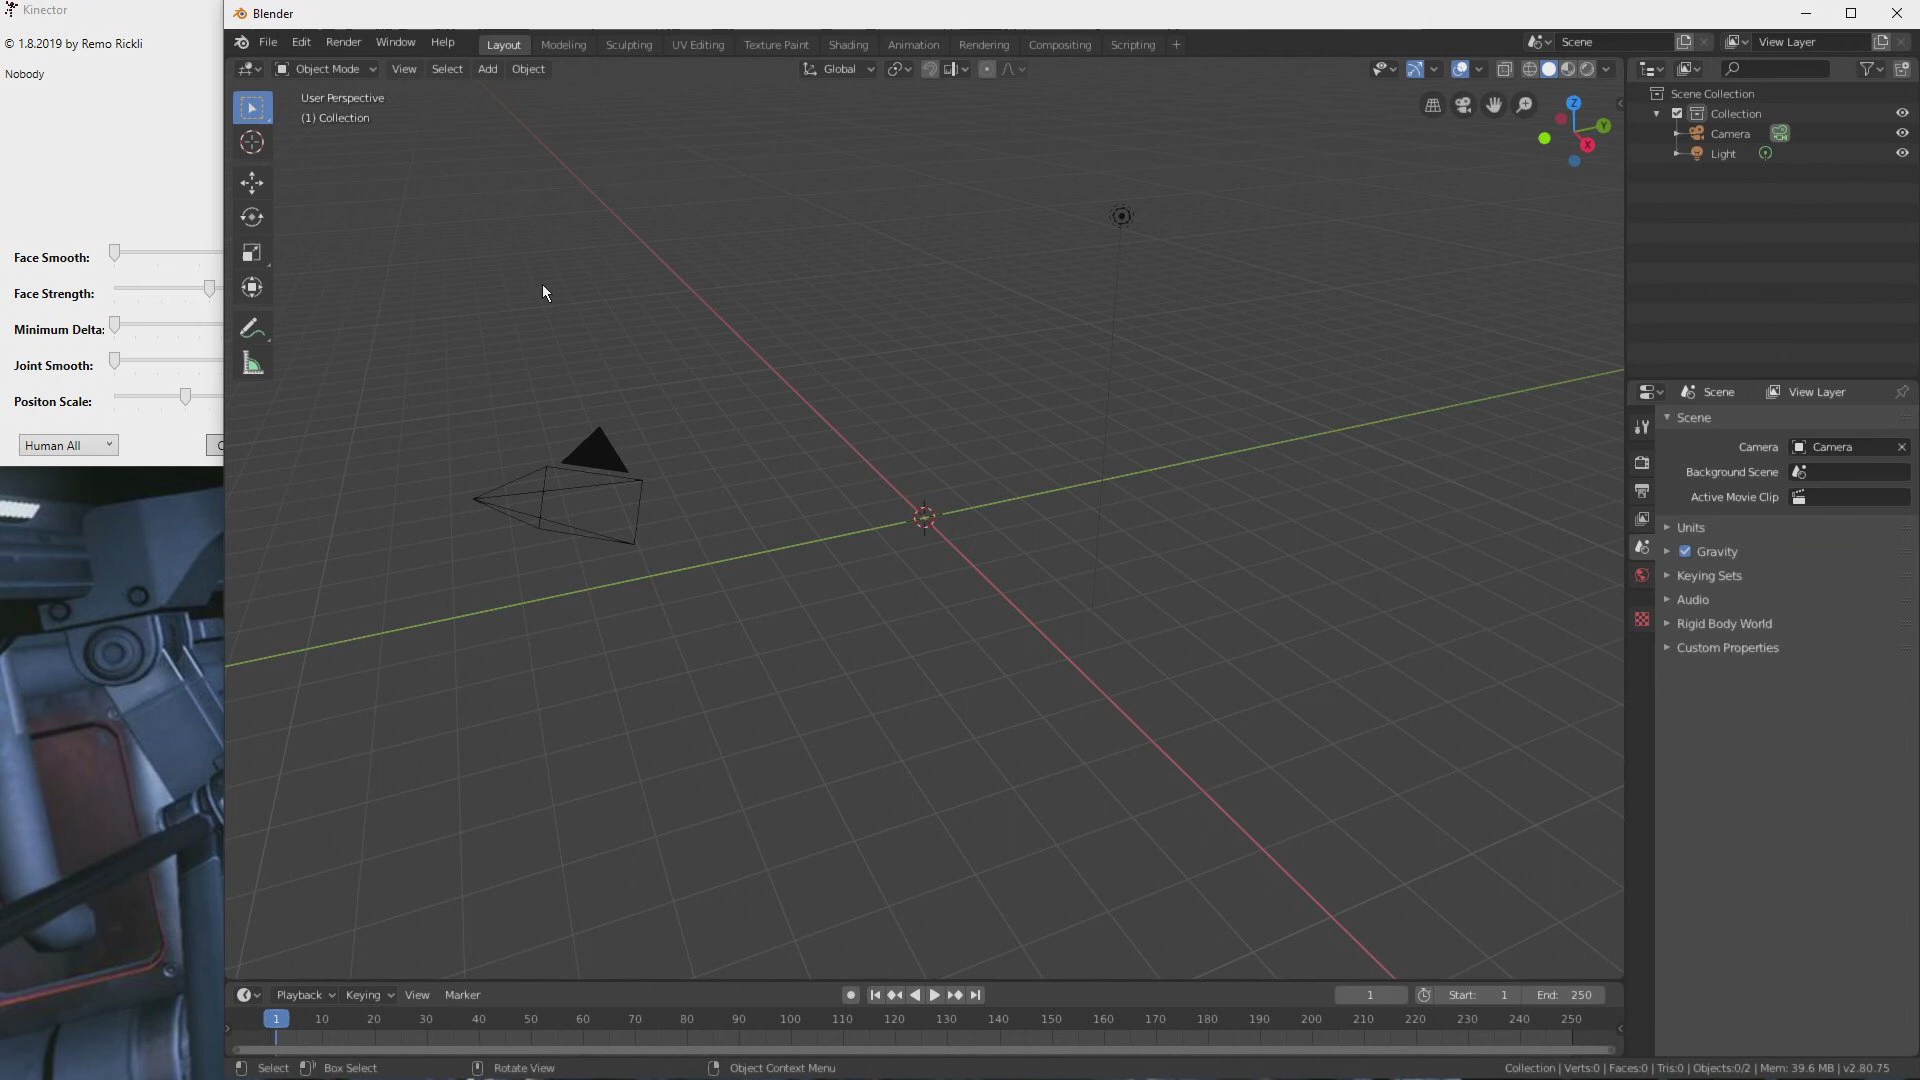 Kinector
© 1.8.2019 by Remo Rickli
Nobody
Face Smooth:
Face Strength:
Minimum Delta:
Joint Smooth:
Positon Scale:
Human All
Blender
File Edit Render Window Help
Layout Modeling Sculpting UV Editing Texture Paint Shading Animation Rendering Compositing Scripting +
Scene
View Layer
Object Mode View Select Add Object
Global
User Perspective
(1) Collection
Z
Y
X
Scene Collection
Collection
Camera
Light
Scene View Layer
Scene
Camera Camera
Background Scene
Active Movie Clip
Units
Gravity
Keying Sets
Audio
Rigid Body World
Custom Properties
Playback Keying View Marker
1 Start: 1 End: 250
1 10 20 30 40 50 60 70 80 90 100 110 120 130 140 150 160 170 180 190 200 210 220 230 240 250
Select Box Select Rotate View Object Context Menu
Collection | Verts:0 | Faces:0 | Tris:0 | Objects:0/2 | Mem: 39.6 MB | v2.80.75